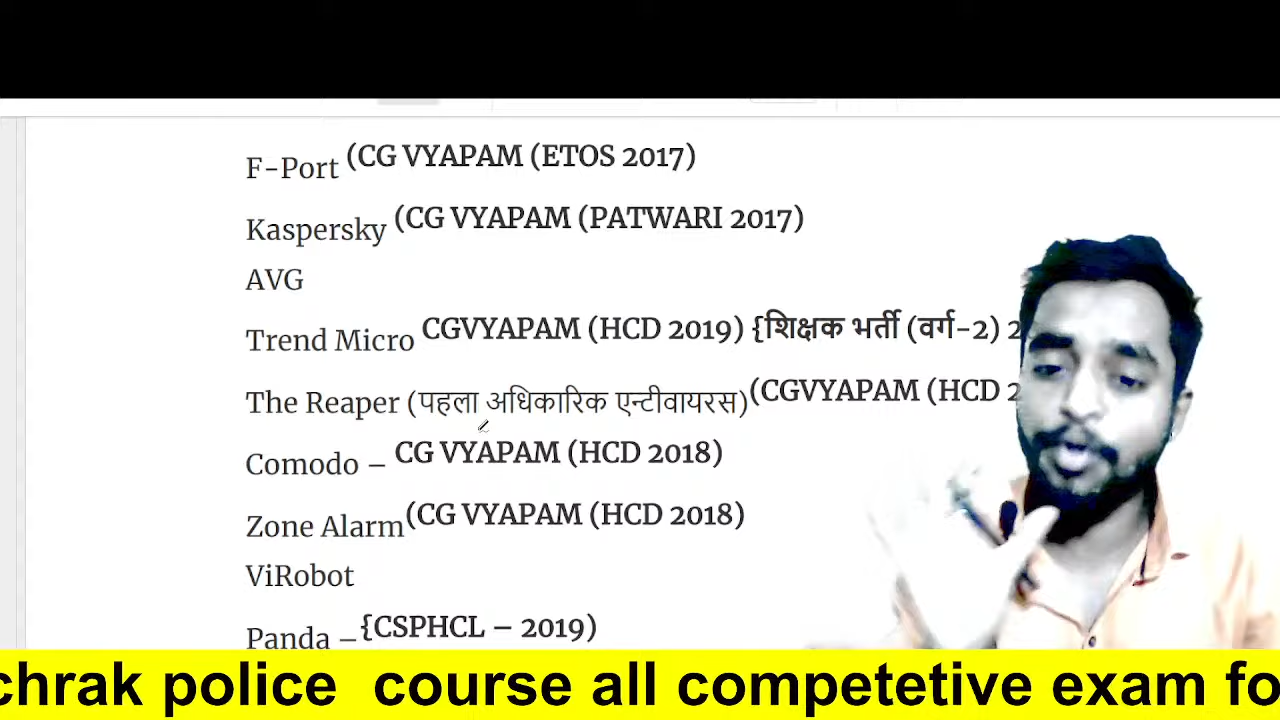 F-Port (CG VYAPAM (ETOS 2017)
Kaspersky (CG VYAPAM (PATWARI 2017)
AVG
Trend Micro CGVYAPAM (HCD 2019) {शिक्षक भर्ती (वर्ग-2) 2
The Reaper (पहला अधिकारिक एन्टीवायरस)(CGVYAPAM (HCD 2
Comodo – CG VYAPAM (HCD 2018)
Zone Alarm(CG VYAPAM (HCD 2018)
ViRobot
Panda –{CSPHCL – 2019)
chrak police course all competetive exam fo